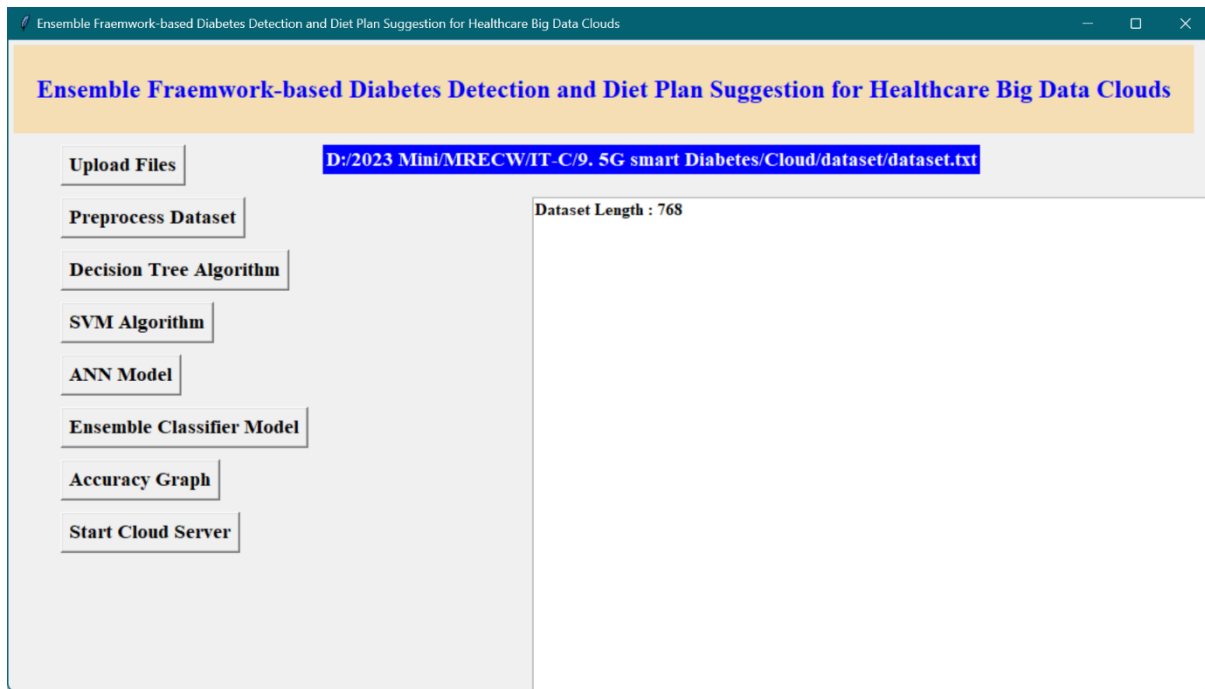 Ensemble Fraemwork-based Diabetes Detection and Diet Plan Suggestion for Healthcare Big Data Clouds
Ensemble Fraemwork-based Diabetes Detection and Diet Plan Suggestion for Healthcare Big Data Clouds
Upload Files
D:/2023 Mini/MRECW/IT-C/9. 5G smart Diabetes/Cloud/dataset/dataset.txt
Preprocess Dataset
Dataset Length : 768
Decision Tree Algorithm
SVM Algorithm
ANN Model
Ensemble Classifier Model
Accuracy Graph
Start Cloud Server